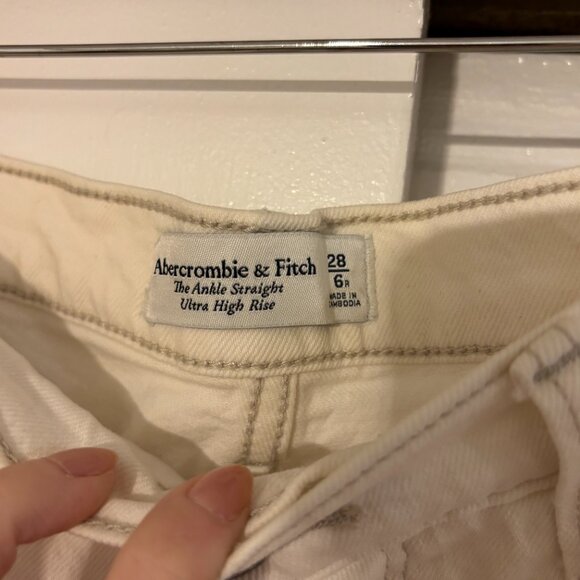 Abercrombie & Fitch
The Ankle Straight
Ultra High Rise
28
6R
MADE IN
CAMBODIA